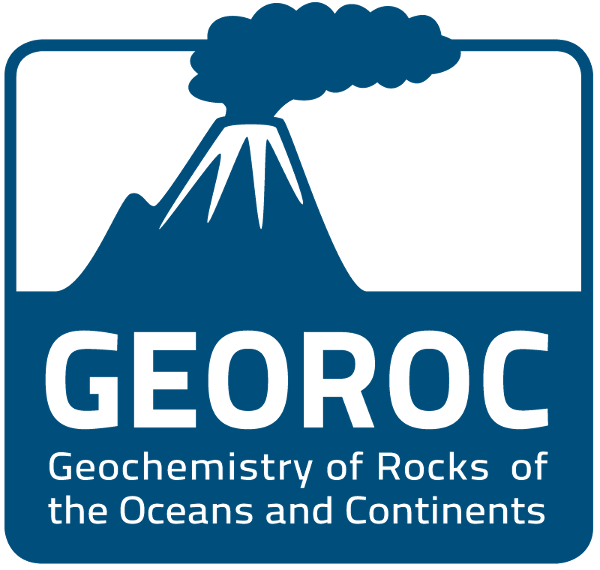 GEOROC
Geochemistry of Rocks of
the Oceans and Continents